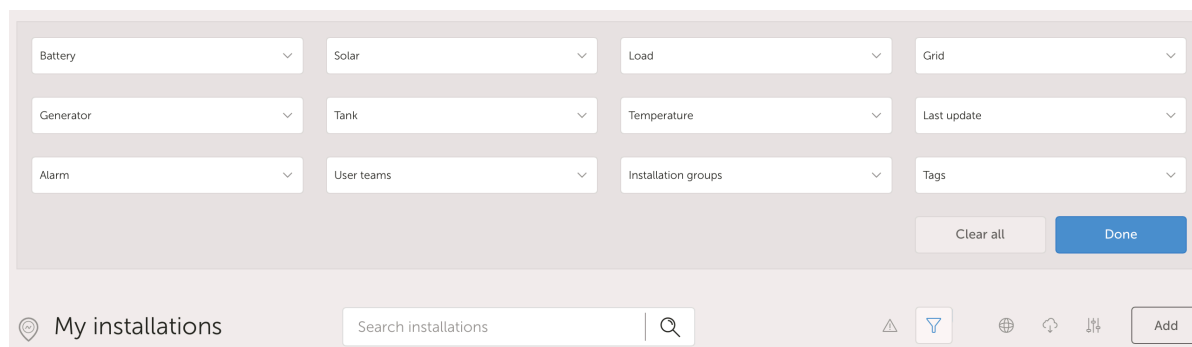 Battery Solar Load Grid
Generator Tank Temperature Last update
Alarm User teams Installation groups Tags
Clear all Done
My installations Search installations Add